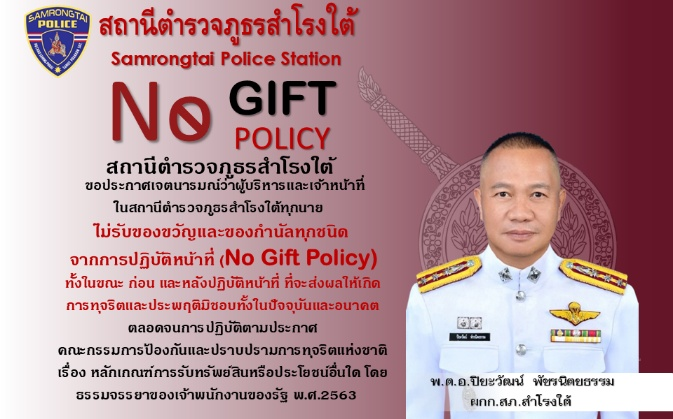 SAMRONGTAI
POLICE
สถานีตำรวจภูธรสำโรงใต้
Samrongtai Police Station
No GIFT
POLICY
สถานีตำรวจภูธรสำโรงใต้
ขอประกาศเจตนารมณ์ว่าผู้บริหารและเจ้าหน้าที่
ในสถานีตำรวจภูธรสำโรงใต้ทุกนาย
ไม่รับของขวัญและของกำนัลทุกชนิด
จากการปฏิบัติหน้าที่ (No Gift Policy)
ทั้งในขณะ ก่อน และหลังปฏิบัติหน้าที่ ที่จะส่งผลให้เกิด
การทุจริตและประพฤติมิชอบทั้งในปัจจุบันและอนาคต
ตลอดจนการปฏิบัติตามประกาศ
คณะกรรมการป้องกันและปราบปรามการทุจริตแห่งชาติ
เรื่อง หลักเกณฑ์การรับทรัพย์สินหรือประโยชน์อื่นใด โดย
ธรรมจรรยาของเจ้าพนักงานของรัฐ พ.ศ.2563
พ.ต.อ.ปิยะวัฒน์ พัชรนิตยธรรม
ผกก.สภ.สำโรงใต้